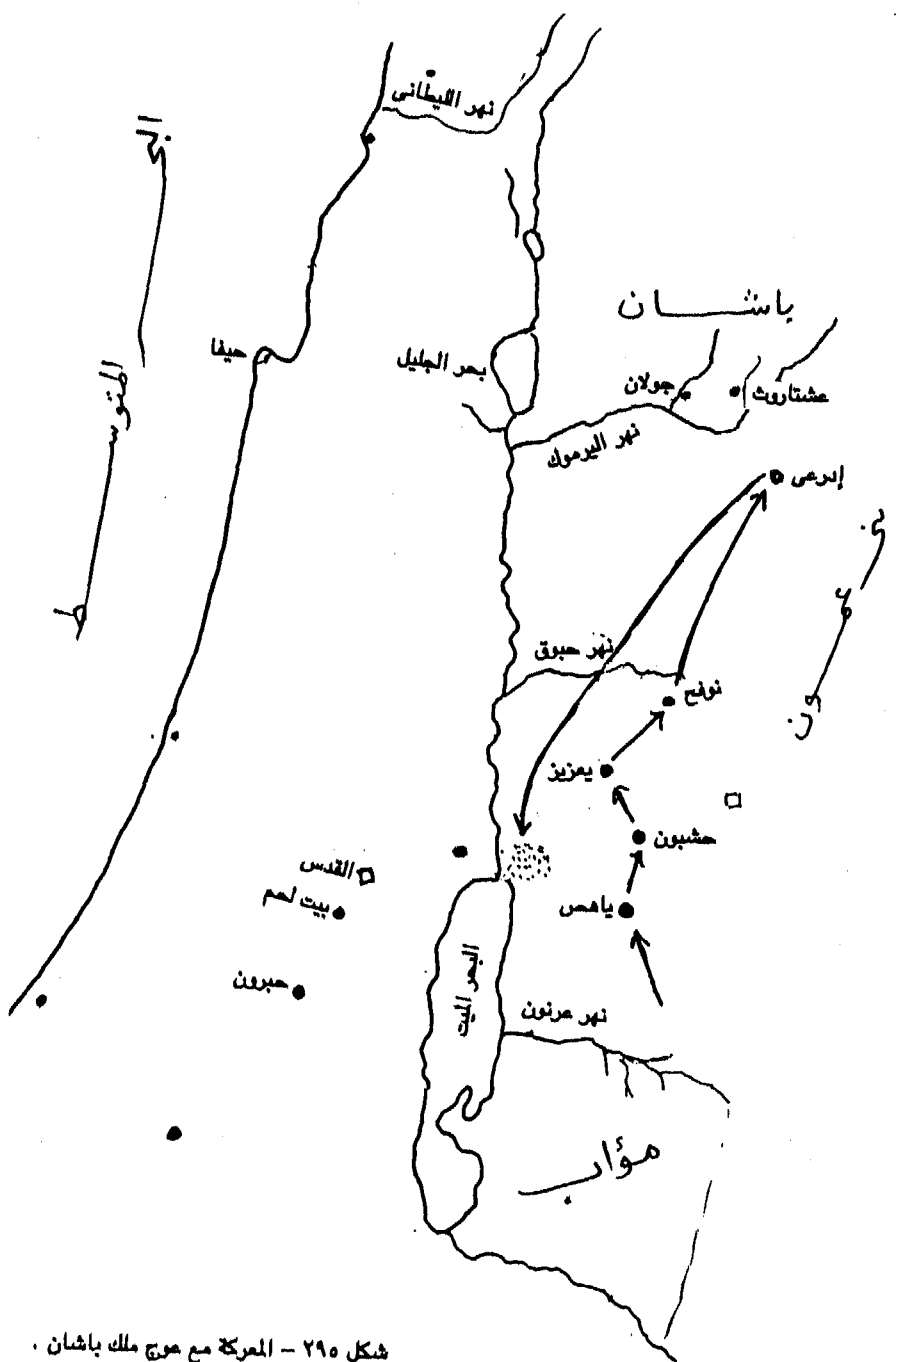 نهر الليطانى
البحر
المتوسط
باشان
حيفا
بحر الجليل
جولان
عشتاروث
نهر اليرموك
إدرعى
بنى عمون
نهر حبوق
نوفح
يعزيز
حشبون
القدس
ياهص
بيت لحم
حبرون
البحر الميت
نهر عرنون
مؤاب
شكل ٢٩٥ – المعركة مع عوج ملك باشان .